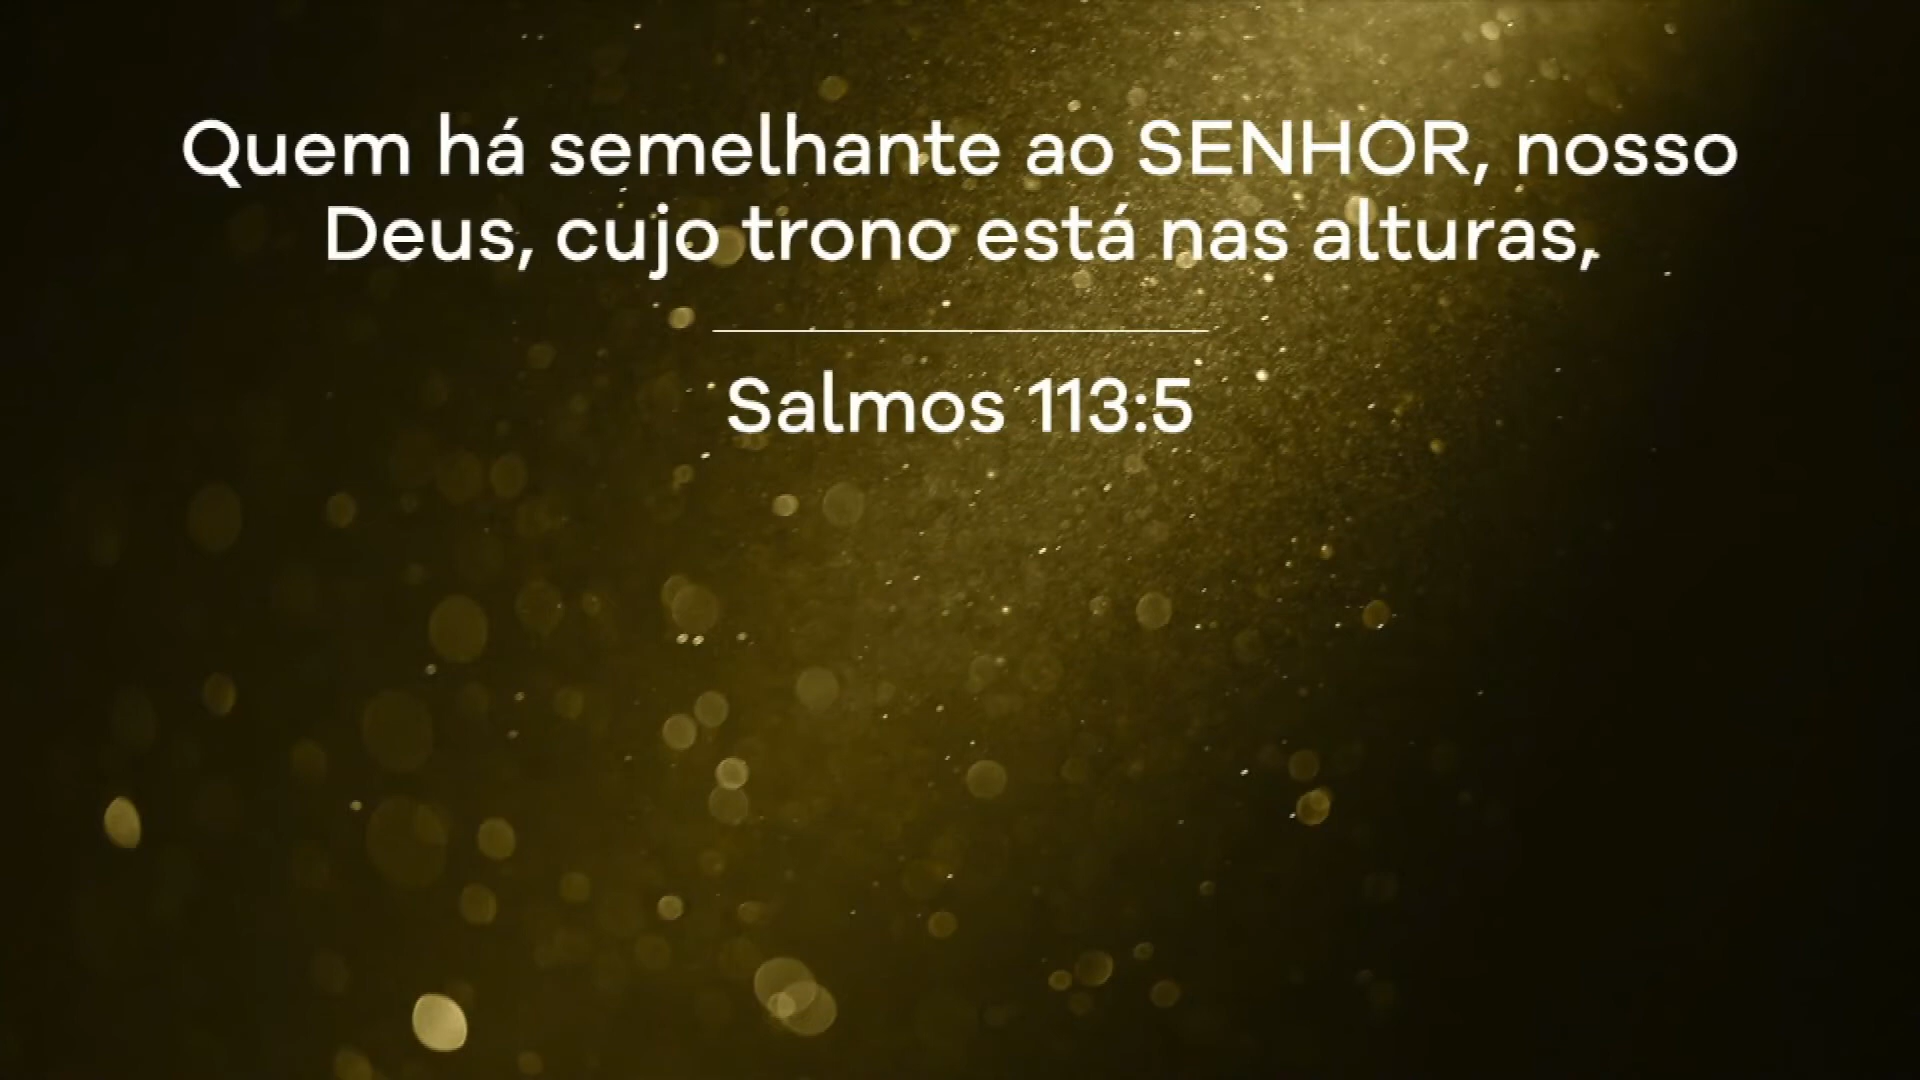 Quem há semelhante ao SENHOR, nosso
Deus, cujo trono está nas alturas,
Salmos 113:5